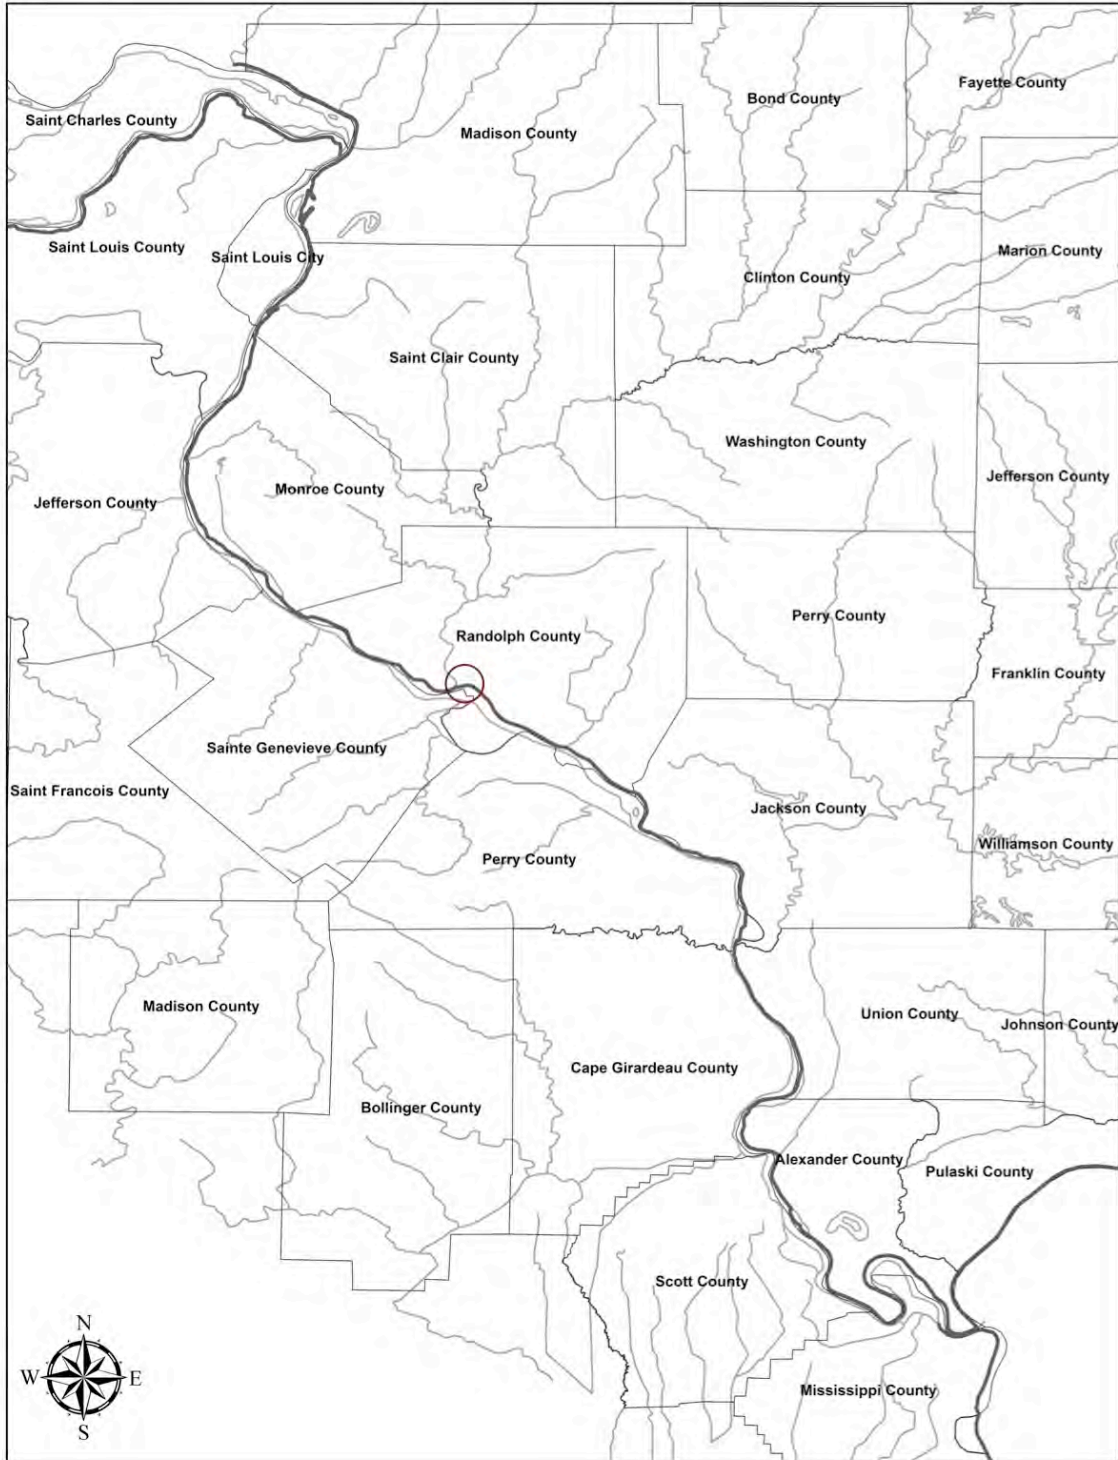 Fayette County
Bond County
Saint Charles County
Madison County
Saint Louis County
Saint Louis City
Marion County
Clinton County
Saint Clair County
Washington County
Jefferson County
Monroe County
Jefferson County
Perry County
Randolph County
Franklin County
Sainte Genevieve County
Saint Francois County
Jackson County
Williamson County
Perry County
Madison County
Union County
Johnson County
Cape Girardeau County
Bollinger County
Alexander County
Pulaski County
Scott County
Mississippi County
N
W E
S